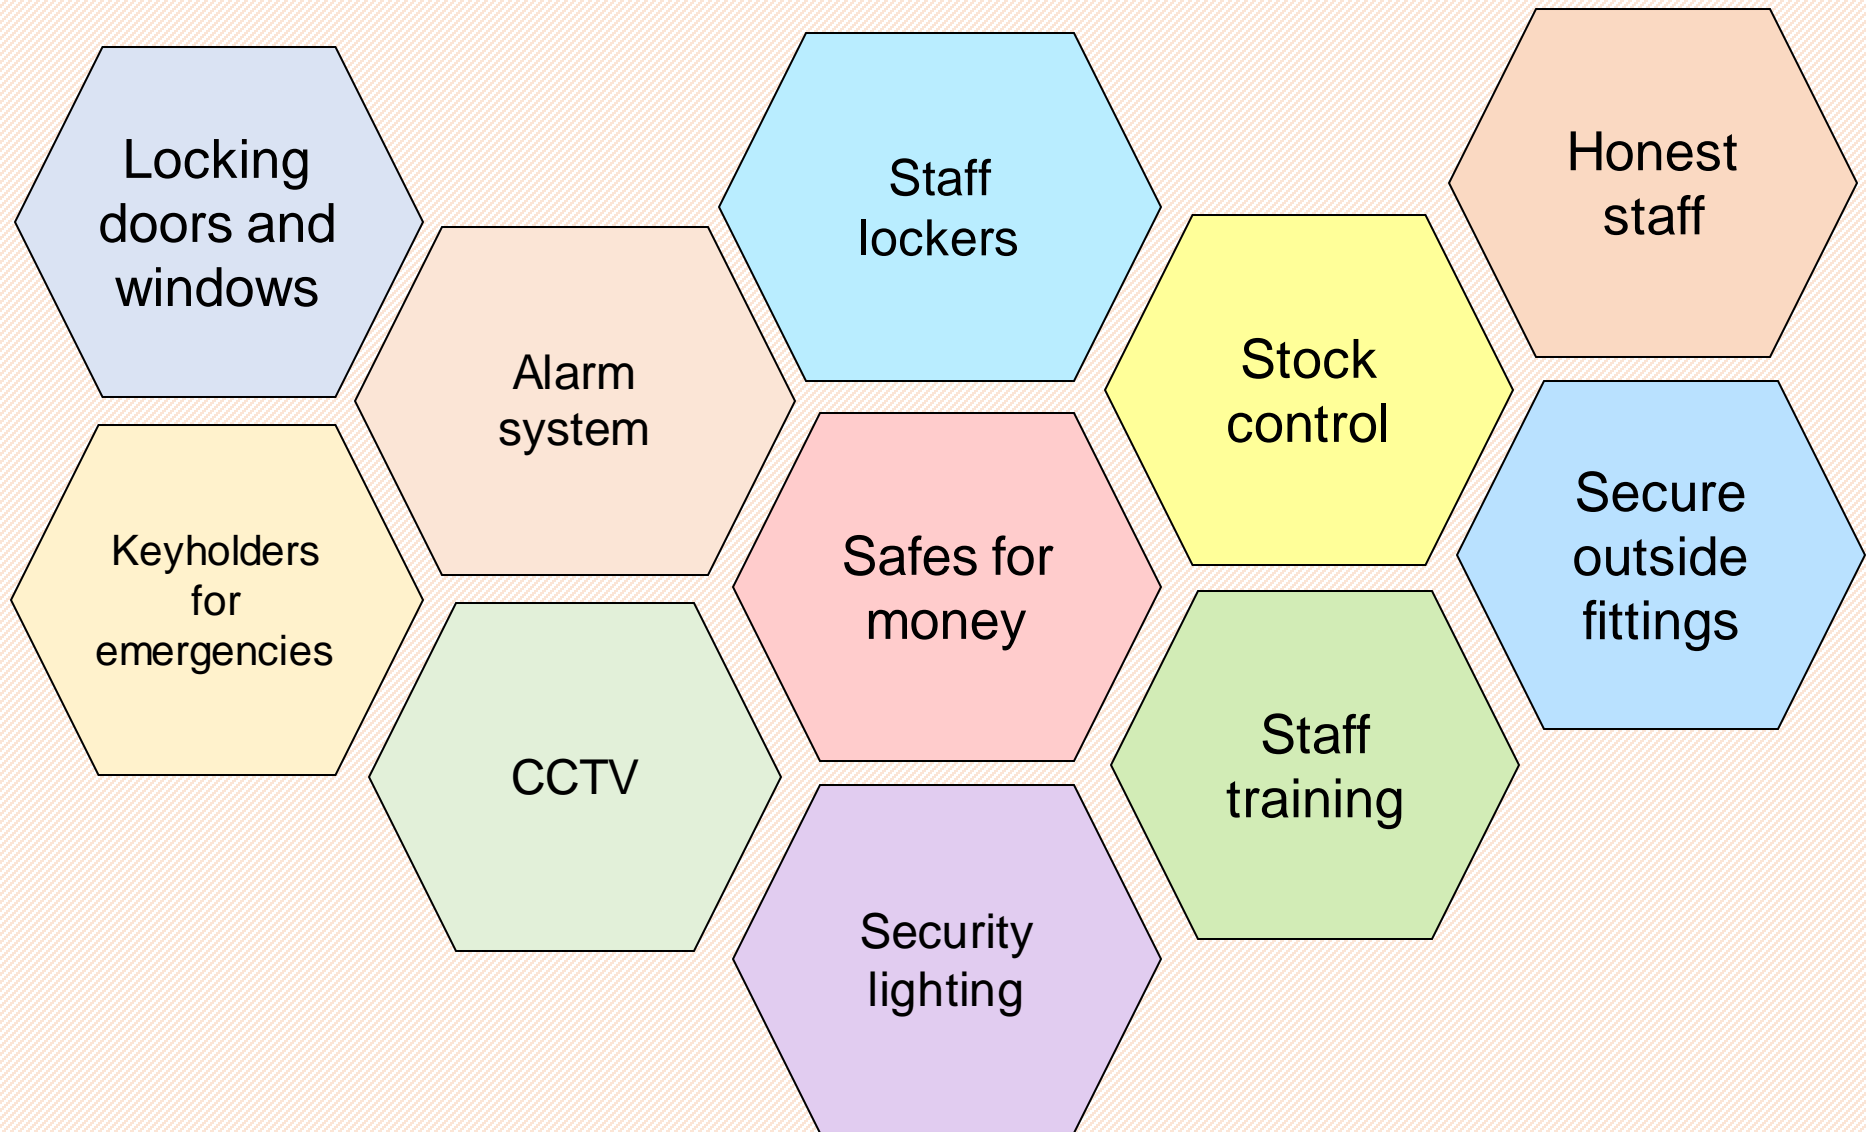 Locking
doors and
windows
Staff
lockers
Honest
staff
Alarm
system
Stock
control
Keyholders
for
emergencies
Safes for
money
Secure
outside
fittings
CCTV
Staff
training
Security
lighting